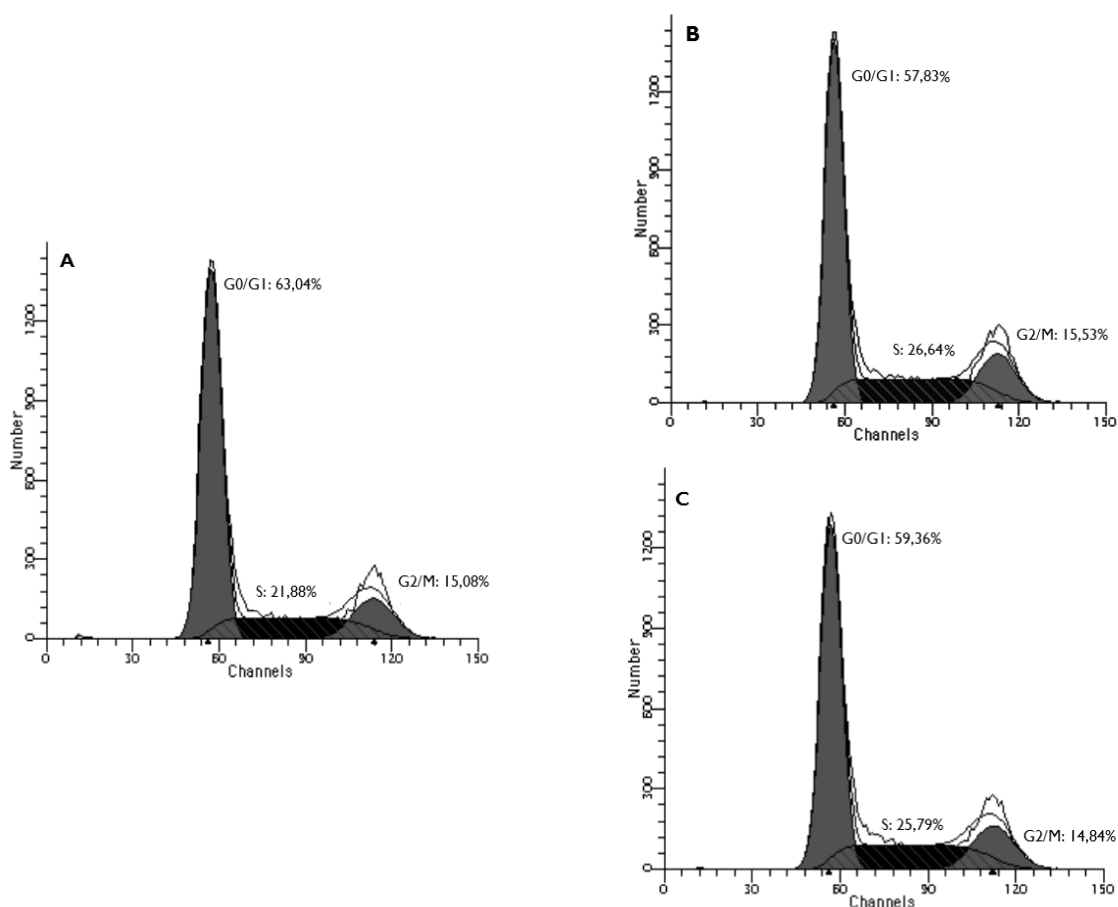 A
G0/G1: 63,04%
S: 21,88%
G2/M: 15,08%
Number
0
300
600
900
1200
0
30
60
90
120
150
Channels
B
G0/G1: 57,83%
S: 26,64%
G2/M: 15,53%
Number
0
300
600
900
1200
0
30
60
90
120
150
Channels
C
G0/G1: 59,36%
S: 25,79%
G2/M: 14,84%
Number
0
300
600
900
1200
0
30
60
90
120
150
Channels